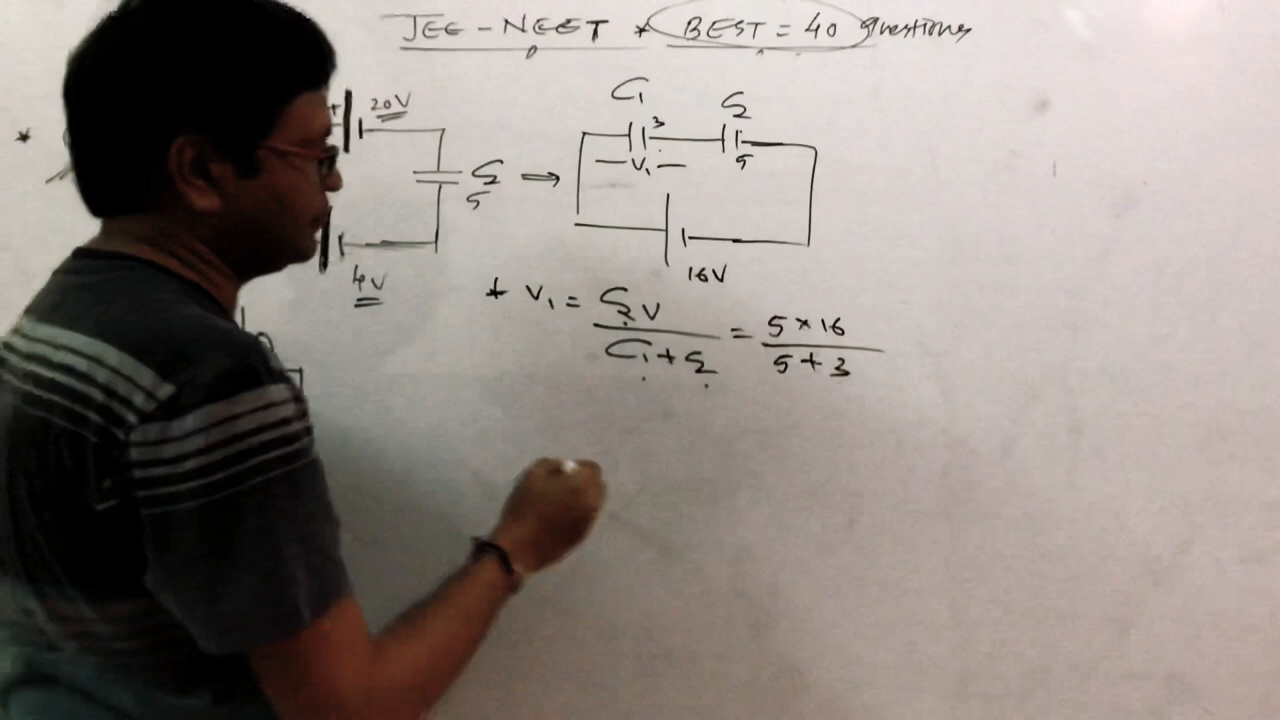 JEE - NEET * BEST = 40 questions
* + 20V
C2
5
4V
⇒
C1 C2
3 5
V1
16V
* V1 = C2V / C1 + C2 = 5 × 16 / 5 + 3